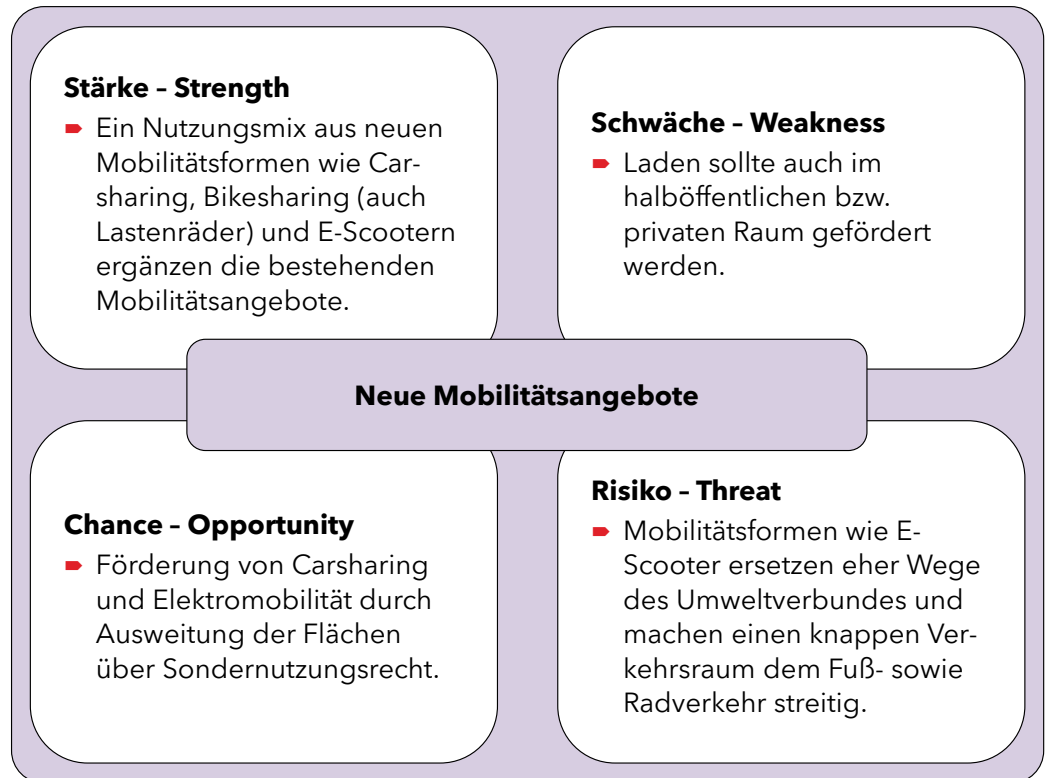 Stärke – Strength
Ein Nutzungsmix aus neuen
Mobilitätsformen wie Car-
sharing, Bikesharing (auch
Lastenräder) und E-Scootern
ergänzen die bestehenden
Mobilitätsangebote.
Schwäche – Weakness
Laden sollte auch im
halböffentlichen bzw.
privaten Raum gefördert
werden.
Neue Mobilitätsangebote
Chance – Opportunity
Förderung von Carsharing
und Elektromobilität durch
Ausweitung der Flächen
über Sondernutzungsrecht.
Risiko – Threat
Mobilitätsformen wie E-
Scooter ersetzen eher Wege
des Umweltverbundes und
machen einen knappen Ver-
kehrsraum dem Fuß- sowie
Radverkehr streitig.